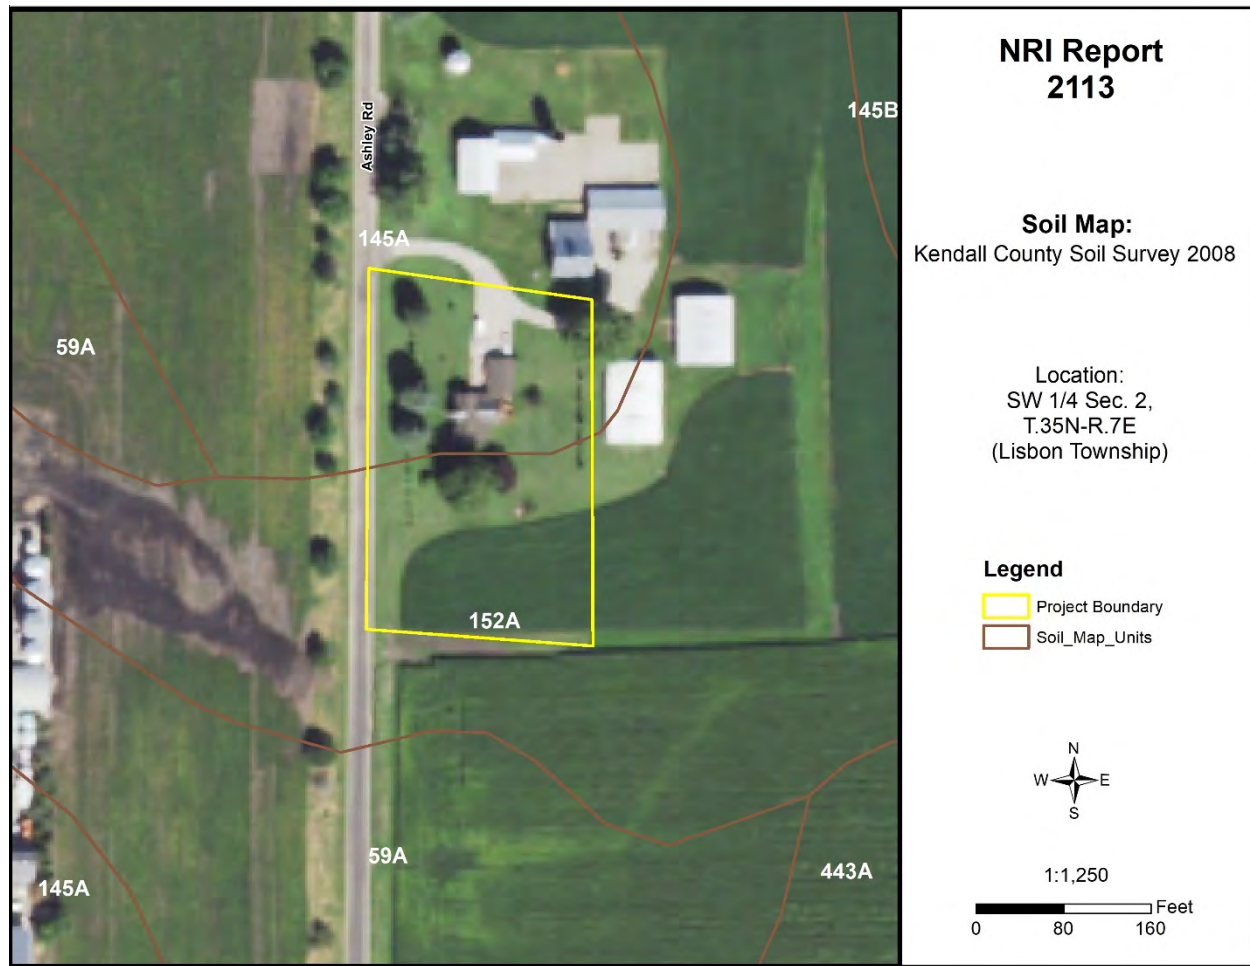 Ashley Rd
145B
145A
59A
152A
59A
443A
145A
NRI Report
2113
Soil Map:
Kendall County Soil Survey 2008
Location:
SW 1/4 Sec. 2,
T.35N-R.7E
(Lisbon Township)
Legend
Project Boundary
Soil_Map_Units
N
W E
S
1:1,250
Feet
0 80 160